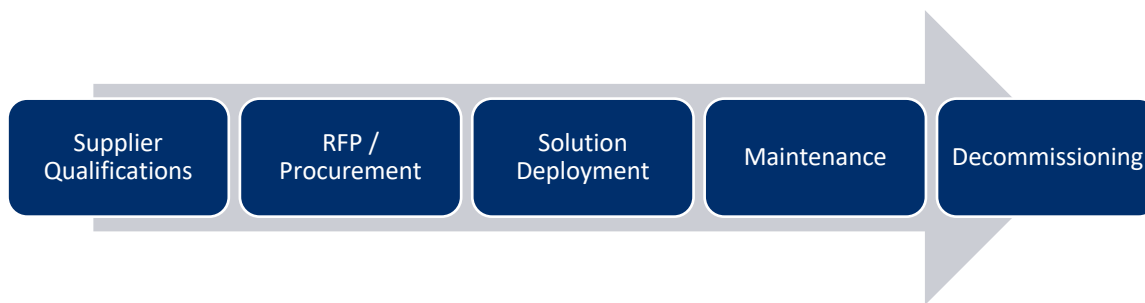 Supplier
Qualifications
RFP /
Procurement
Solution
Deployment
Maintenance
Decommissioning